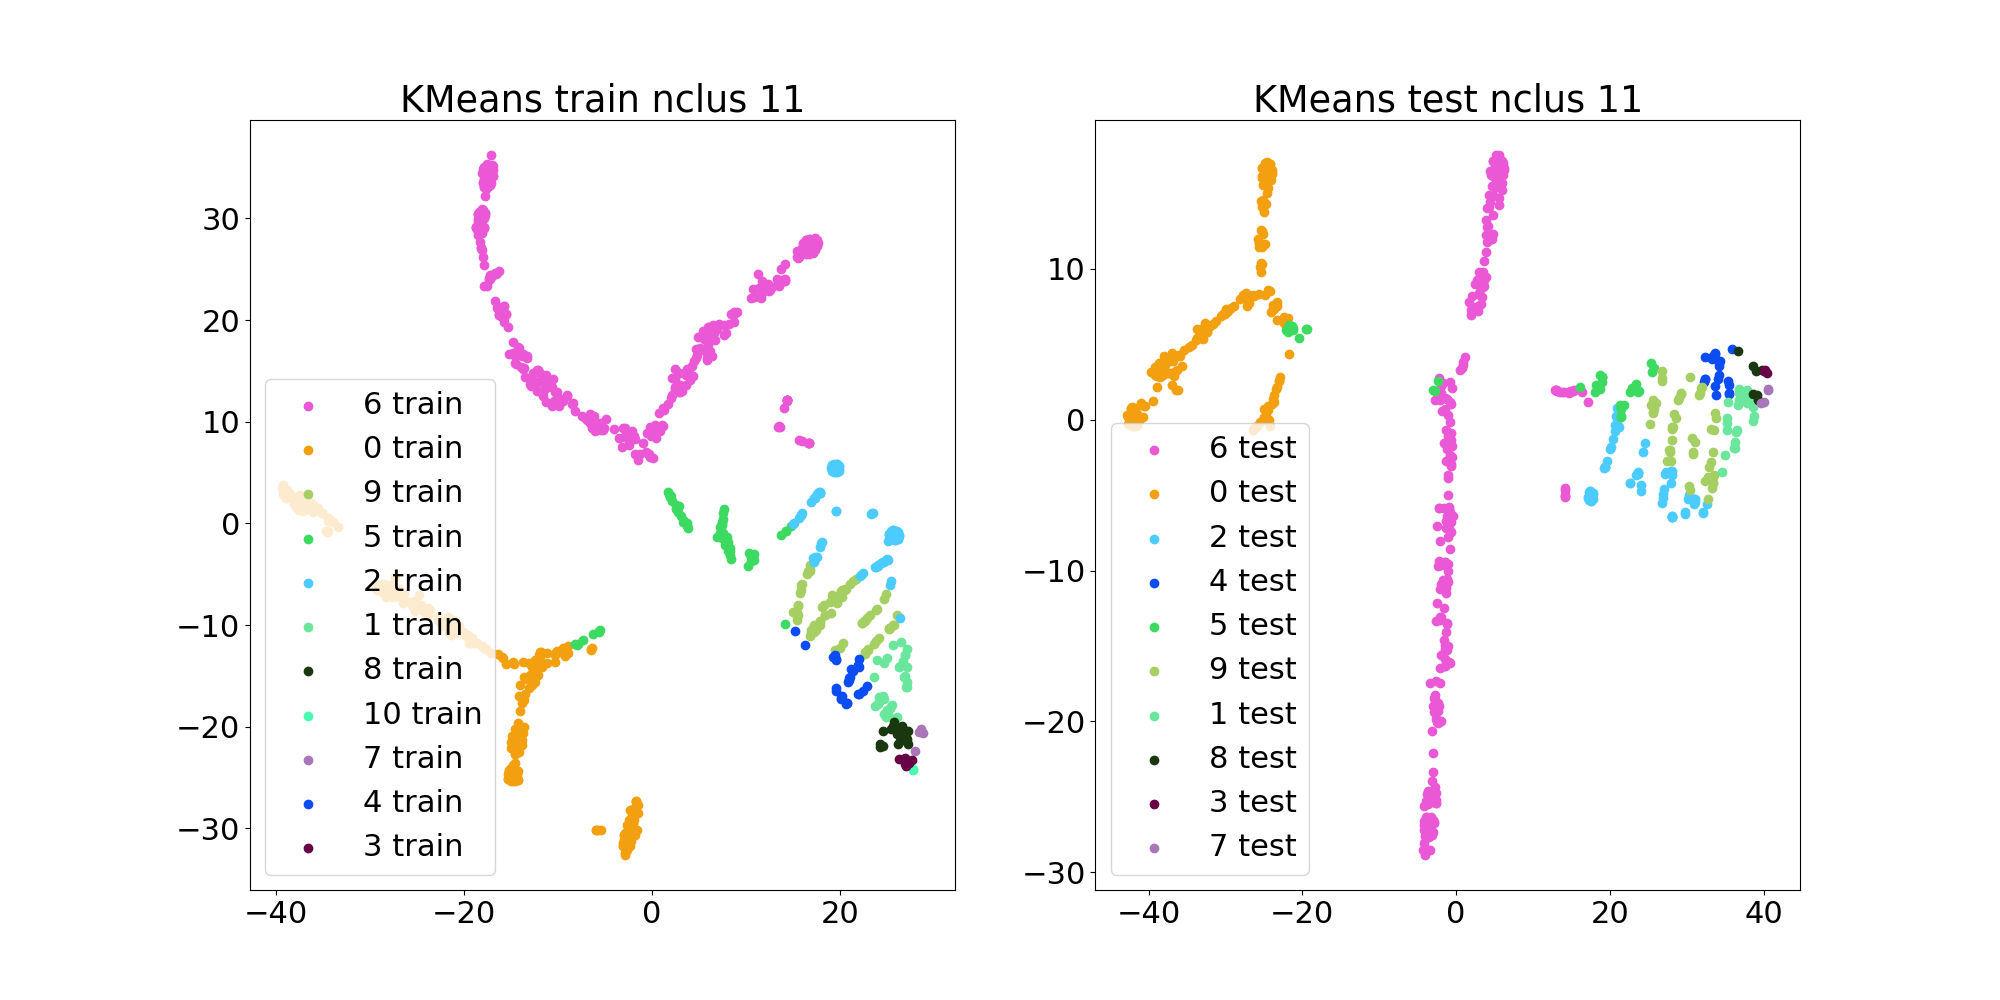 KMeans train nclus 11
30
20
10
0
−10
−20
−30
−40
−20
0
20
6 train
0 train
9 train
5 train
2 train
1 train
8 train
10 train
7 train
4 train
3 train
KMeans test nclus 11
10
0
−10
−20
−30
−40
−20
0
20
40
6 test
0 test
2 test
4 test
5 test
9 test
1 test
8 test
3 test
7 test